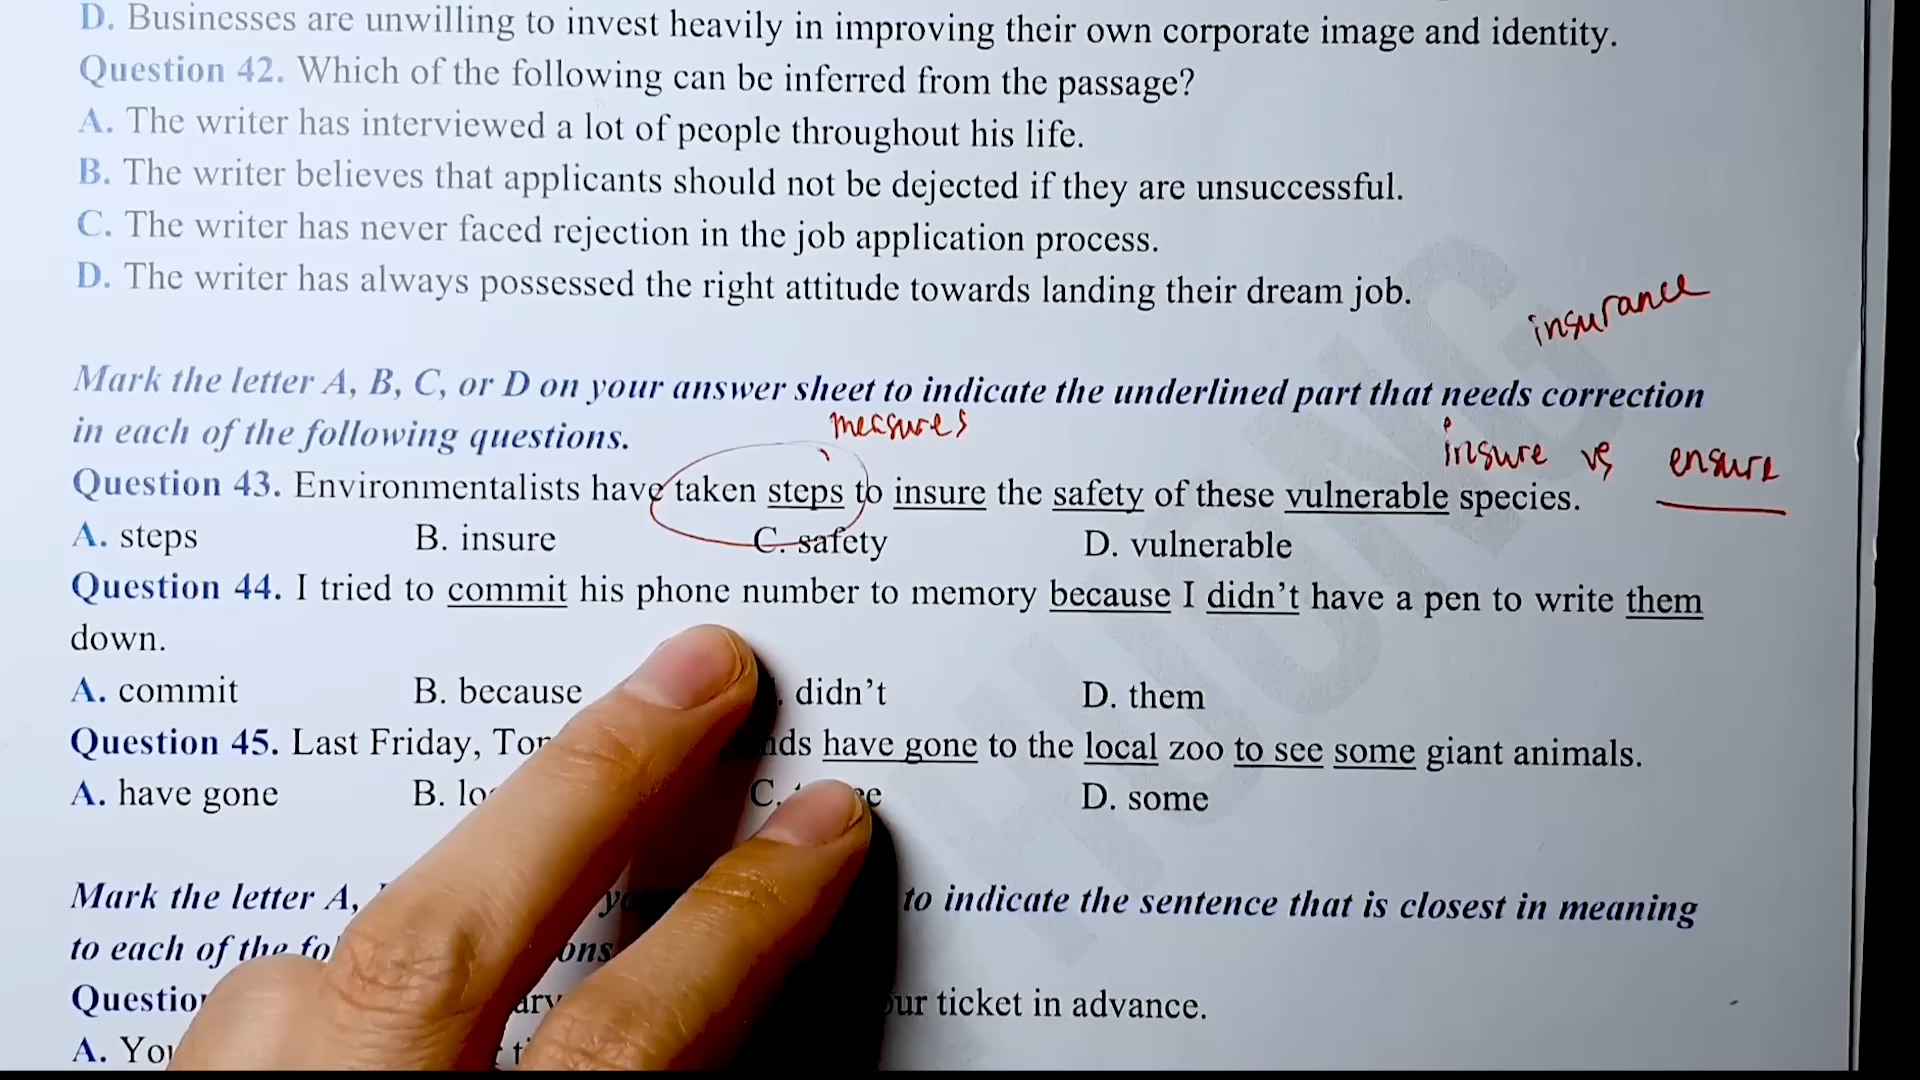 D. Businesses are unwilling to invest heavily in improving their own corporate image and identity.
Question 42. Which of the following can be inferred from the passage?
A. The writer has interviewed a lot of people throughout his life.
B. The writer believes that applicants should not be dejected if they are unsuccessful.
C. The writer has never faced rejection in the job application process.
D. The writer has always possessed the right attitude towards landing their dream job.
insurance
Mark the letter A, B, C, or D on your answer sheet to indicate the underlined part that needs correction
in each of the following questions.
measures
insure vs ensure
Question 43. Environmentalists have taken steps to insure the safety of these vulnerable species.
A. steps B. insure C. safety D. vulnerable
Question 44. I tried to commit his phone number to memory because I didn't have a pen to write them
down.
A. commit B. because didn't D. them
Question 45. Last Friday, have gone to the local zoo to see some giant animals.
A. have gone B. C. D. some
Mark the letter A, to indicate the sentence that is closest in meaning
to each of the
ticket in advance.
A.